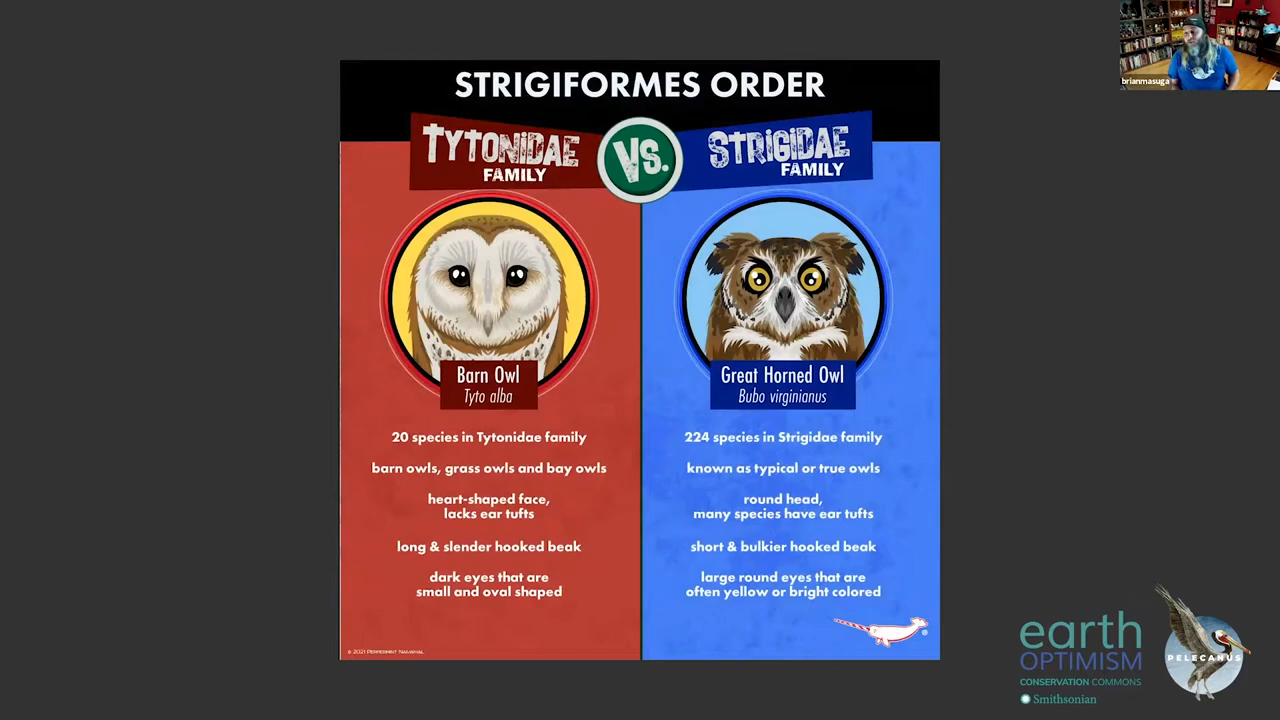 brianmasuga
STRIGIFORMES ORDER
TYTONIDAE
FAMILY
VS.
STRIGIDAE
FAMILY
Barn Owl
Tyto alba
20 species in Tytonidae family
barn owls, grass owls and bay owls
heart-shaped face,
lacks ear tufts
long & slender hooked beak
dark eyes that are
small and oval shaped
Great Horned Owl
Bubo virginianus
224 species in Strigidae family
known as typical or true owls
round head,
many species have ear tufts
short & bulkier hooked beak
large round eyes that are
often yellow or bright colored
®
© 2021 PEPPERMINT NARWHAL
earth
OPTIMISM
CONSERVATION COMMONS
Smithsonian
PELECANUS